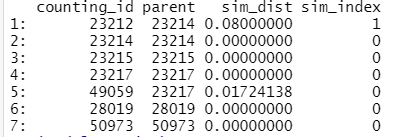 counting_id parent sim_dist sim_index
1: 23212 23214 0.08000000 1
2: 23214 23214 0.00000000 0
3: 23215 23215 0.00000000 0
4: 23217 23217 0.00000000 0
5: 49059 23217 0.01724138 0
6: 28019 28019 0.00000000 0
7: 50973 50973 0.00000000 0